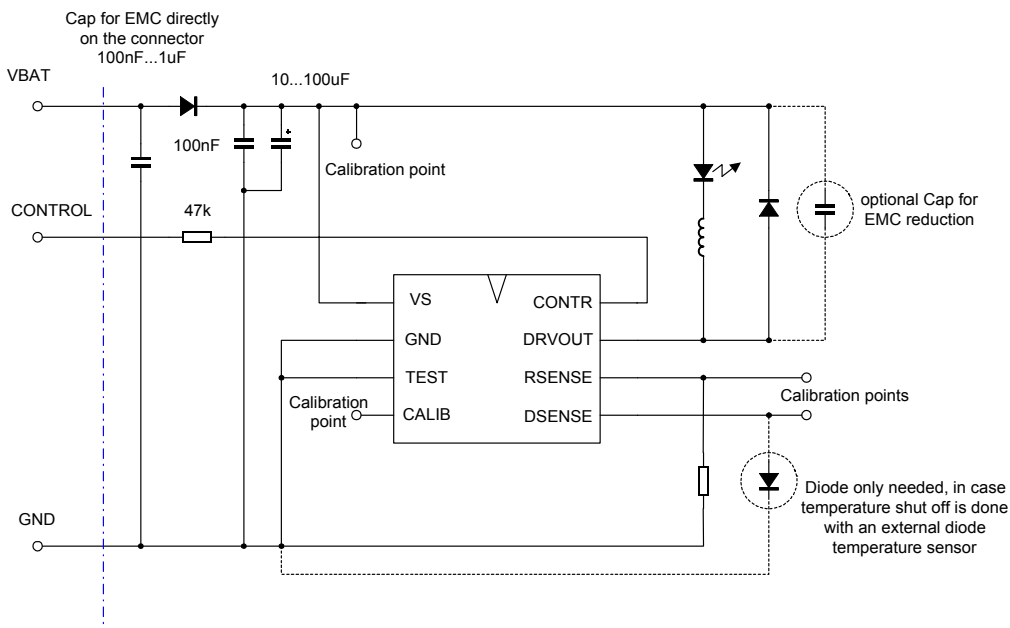 Cap for EMC directly
on the connector
100nF...1uF
VBAT
10...100uF
+
100nF
Calibration point
CONTROL
47k
optional Cap for
EMC reduction
VS
CONTR
GND
DRVOUT
TEST
RSENSE
Calibration
point
CALIB
DSENSE
Calibration points
GND
Diode only needed, in case
temperature shut off is done
with an external diode
temperature sensor